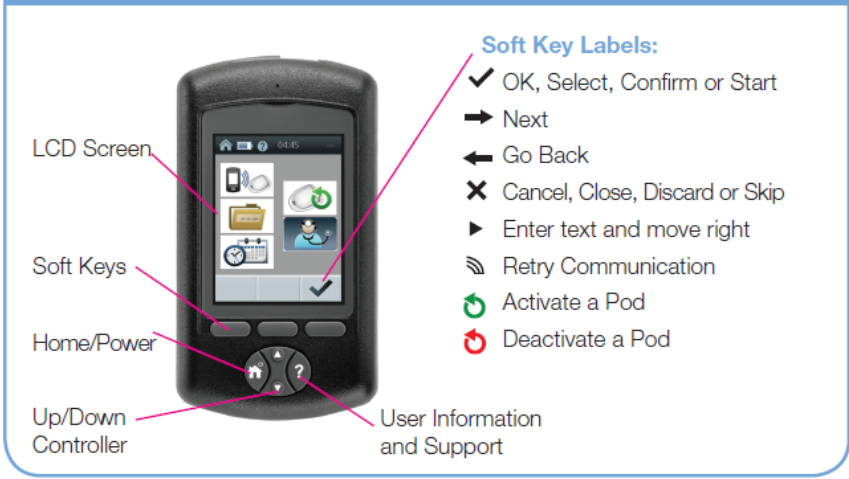 Soft Key Labels:
OK, Select, Confirm or Start
Next
Go Back
Cancel, Close, Discard or Skip
Enter text and move right
Retry Communication
Activate a Pod
Deactivate a Pod
LCD Screen
Soft Keys
Home/Power
Up/Down
Controller
User Information
and Support
? 04:45
?